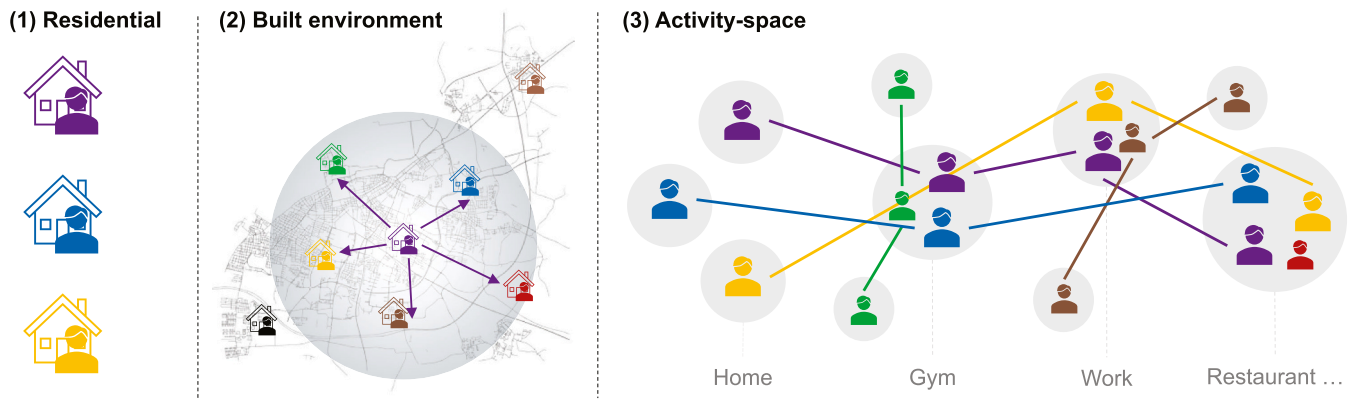 (1) Residential
(2) Built environment
(3) Activity-space
Home
Gym
Work
Restaurant ...